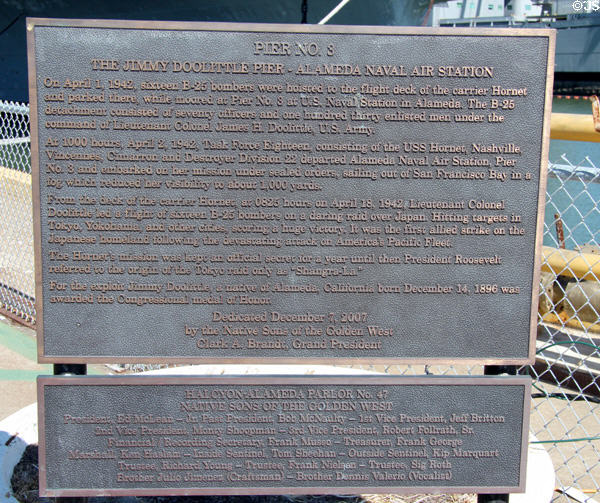 © JS
PIER NO. 3
THE JIMMY DOOLITTLE PIER - ALAMEDA NAVAL AIR STATION
On April 1, 1942, sixteen B-25 bombers were hoisted to the flight deck of the carrier Hornet
and parked there, while moored at Pier No. 3 at U.S. Naval Station in Alameda. The B-25
detachment consisted of seventy officers and one hundred thirty enlisted men under the
command of Lieutenant Colonel James H. Doolittle, U.S. Army.
At 1000 hours, April 2, 1942, Task Force Eighteen, consisting of the USS Hornet, Nashville,
Vincennes, Cimarron and Destroyer Division 22 departed Alameda Naval Air Station, Pier
No. 3 and embarked on her mission under sealed orders, sailing out of San Francisco Bay in a
fog which reduced her visibility to about 1,000 yards.
From the deck of the carrier Hornet, at 0825 hours on April 18, 1942, Lieutenant Colonel
Doolittle led a flight of sixteen B-25 bombers on a daring raid over Japan. Hitting targets in
Tokyo, Yokohama, and other cities, scoring a huge victory. It was the first allied strike on the
Japanese homeland following the devastating attack on America's Pacific Fleet.
The Hornet's mission was kept an official secret for a year until then President Roosevelt
referred to the origin of the Tokyo raid only as "Shangra-La."
For the exploit Jimmy Doolittle, a native of Alameda, California born December 14, 1896 was
awarded the Congressional medal of Honor.
Dedicated December 7, 2007
by the Native Sons of the Golden West
Clark A. Brandt, Grand President
HALCYON-ALAMEDA PARLOR No. 47
NATIVE SONS OF THE GOLDEN WEST
President, Ed McLean - Jr. Past President, Bob McNaulty - 1st Vice President, Jeff Britton
2nd Vice President, Monty Shopman - 3rd Vice President, Robert Follrath, Sr.
Financial / Recording Secretary, Frank Musso - Treasurer, Frank George
Marshall, Ken Haslam - Inside Sentinel, Tom Sheehan - Outside Sentinel, Kip Marquart
Trustee, Richard Young - Trustee, Frank Nielsen - Trustee, Sig Roth
Brother Julio Jimenez (Craftsman) - Brother Dennis Valerio (Vocalist)